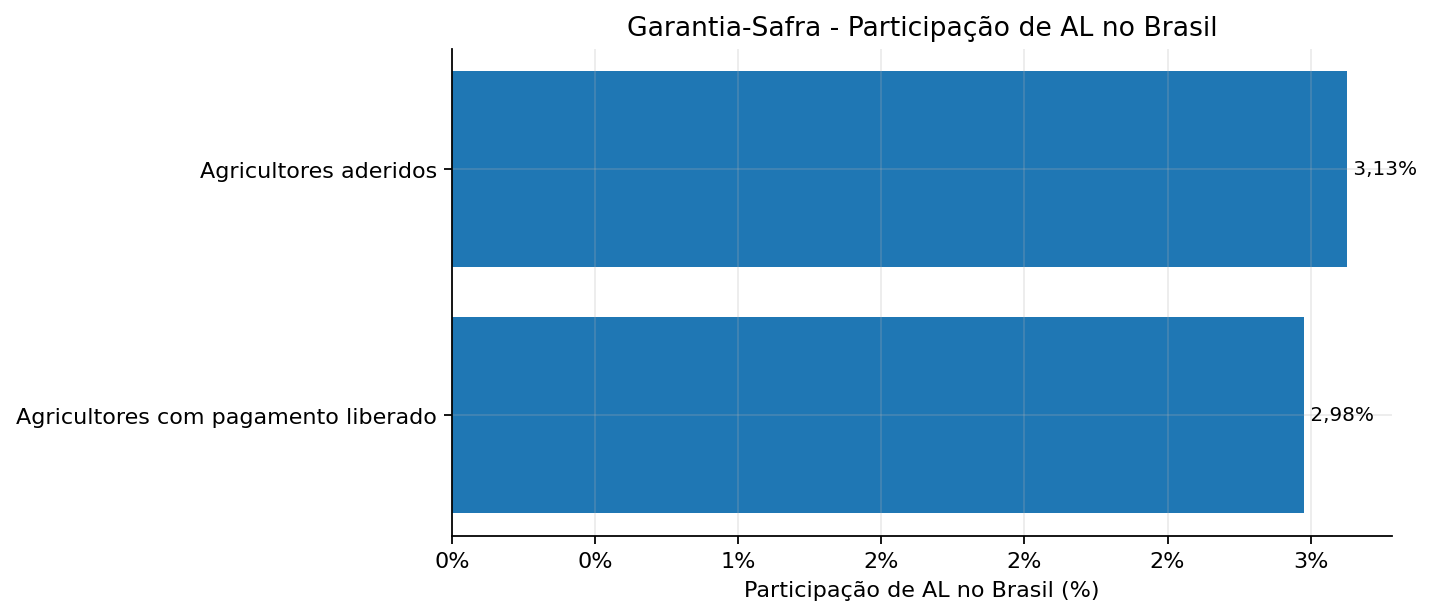 Garantia-Safra - Participação de AL no Brasil
Agricultores aderidos
3,13%
Agricultores com pagamento liberado
2,98%
0% 0% 1% 2% 2% 2% 3%
Participação de AL no Brasil (%)